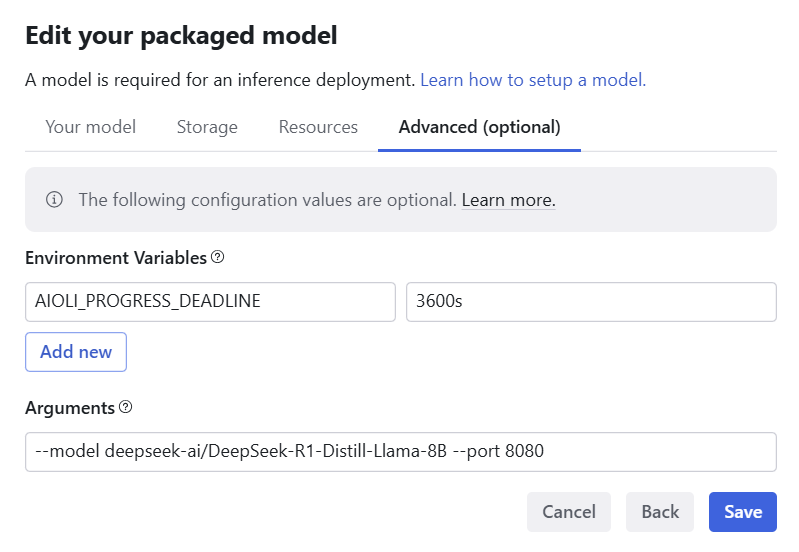 Edit your packaged model
A model is required for an inference deployment. Learn how to setup a model.
Your model Storage Resources Advanced (optional)
The following configuration values are optional. Learn more.
Environment Variables
AIOLI_PROGRESS_DEADLINE 3600s
Add new
Arguments
--model deepseek-ai/DeepSeek-R1-Distill-Llama-8B --port 8080
Cancel Back Save